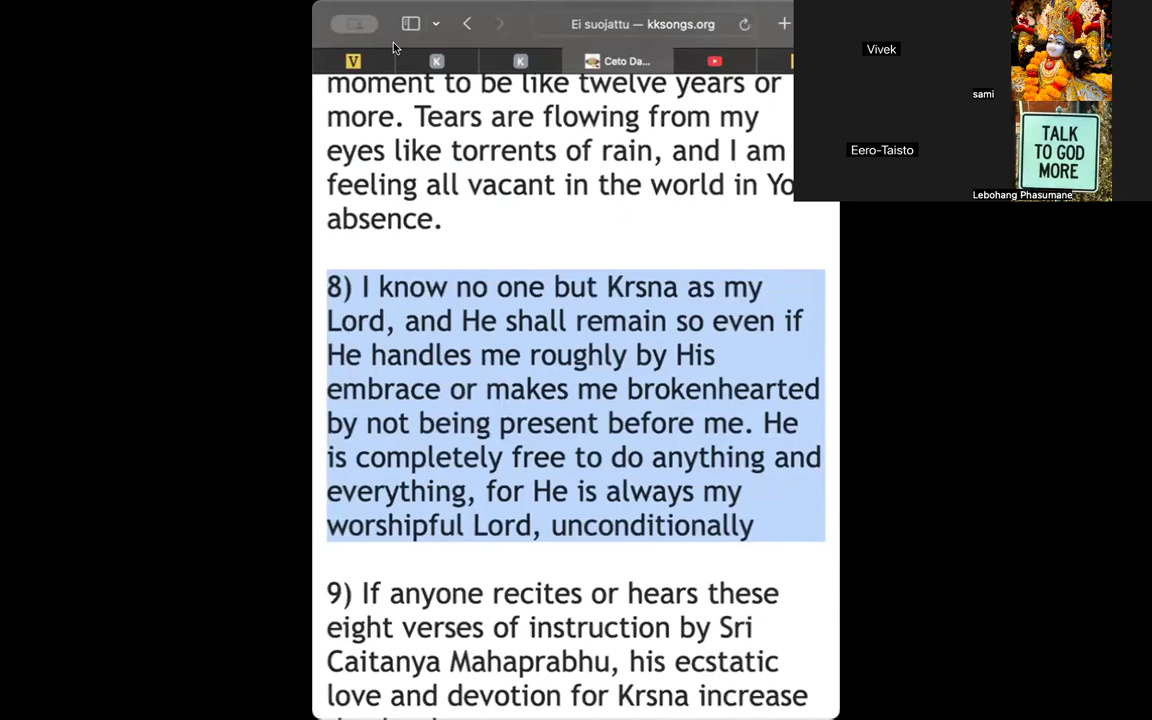 Ei suojattu — kksongs.org
V
K
K
Ceto Da...
moment to be like twelve years or
more. Tears are flowing from my
eyes like torrents of rain, and I am
feeling all vacant in the world in Yo
absence.
8) I know no one but Krsna as my
Lord, and He shall remain so even if
He handles me roughly by His
embrace or makes me brokenhearted
by not being present before me. He
is completely free to do anything and
everything, for He is always my
worshipful Lord, unconditionally
9) If anyone recites or hears these
eight verses of instruction by Sri
Caitanya Mahaprabhu, his ecstatic
love and devotion for Krsna increase
Vivek
sami
Eero-Taisto
TALK
TO GOD
MORE
Lebohang Phasumane